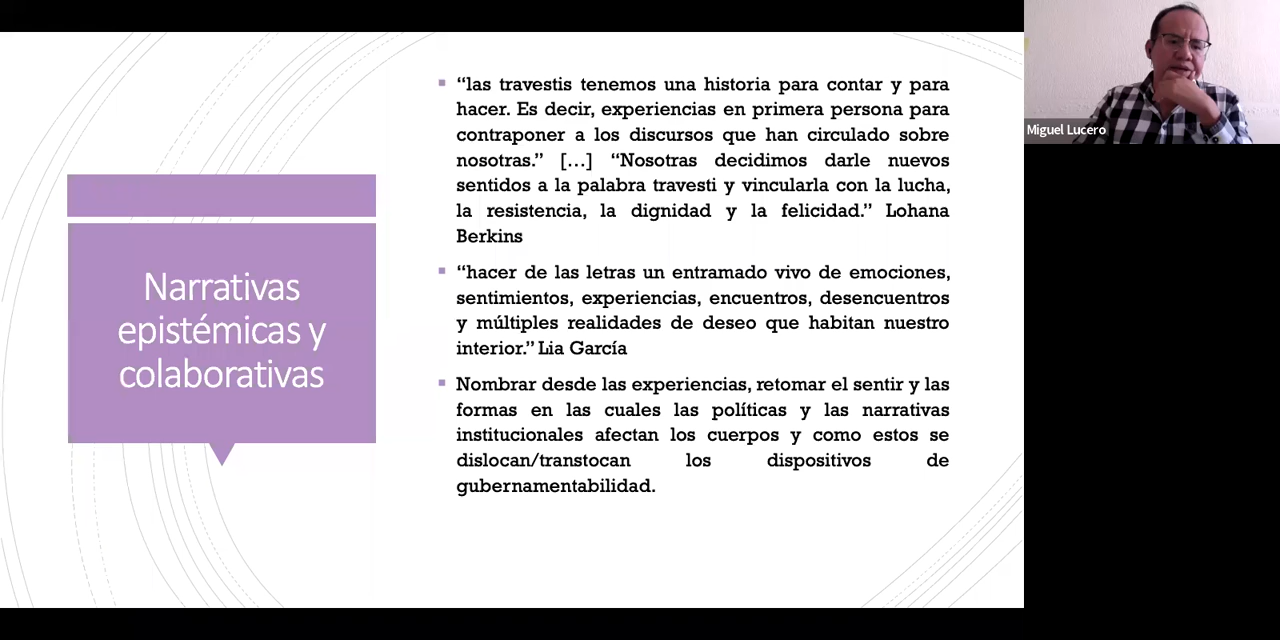 Narrativas
epistémicas y
colaborativas
“las travestis tenemos una historia para contar y para
hacer. Es decir, experiencias en primera persona para
contraponer a los discursos que han circulado sobre
nosotras.” [...] “Nosotras decidimos darle nuevos
sentidos a la palabra travesti y vincularla con la lucha,
la resistencia, la dignidad y la felicidad.” Lohana
Berkins
“hacer de las letras un entramado vivo de emociones,
sentimientos, experiencias, encuentros, desencuentros
y múltiples realidades de deseo que habitan nuestro
interior.” Lia García
Nombrar desde las experiencias, retomar el sentir y las
formas en las cuales las políticas y las narrativas
institucionales afectan los cuerpos y como estos se
dislocan/transtocan los dispositivos de
gubernamentabilidad.
Miguel Lucero